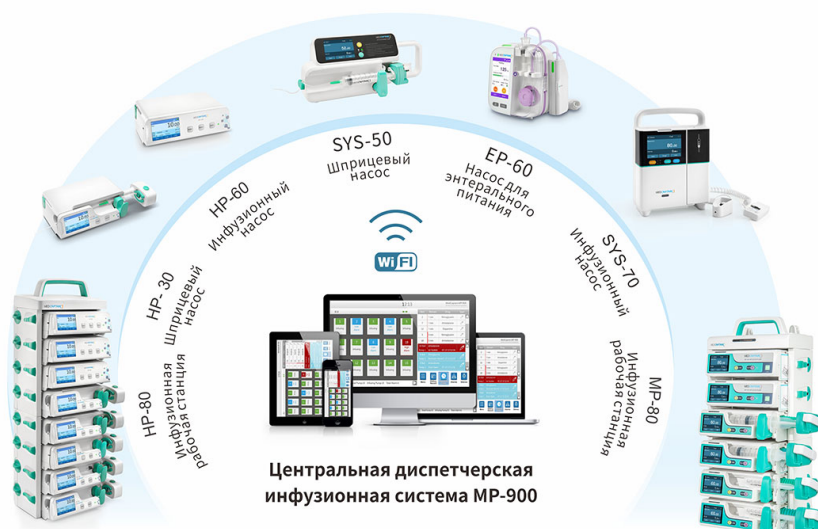 SYS-50
Шприцевый
насос
EP-60
Насос для
энтерального
питания
HP-60
Инфузионный
насос
SYS-70
Инфузионный
насос
HP- 30
Шприцевый
насос
Wi FI
HP-80
Инфузионная
рабочая станция
MP-80
Инфузионная
рабочая станция
Центральная диспетчерская
инфузионная система MP-900